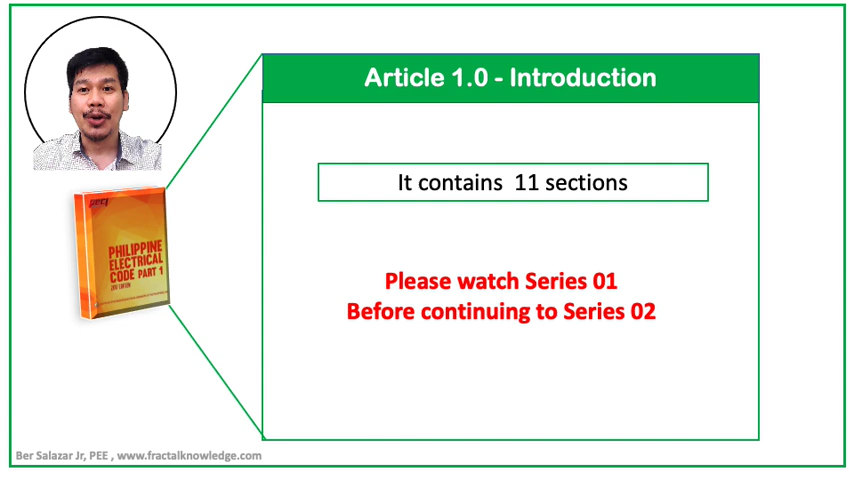 Article 1.0 - Introduction
It contains 11 sections
Please watch Series 01
Before continuing to Series 02
PHILIPPINE
ELECTRICAL
CODE PART 1
Ber Salazar Jr, PEE , www.fractalknowledge.com